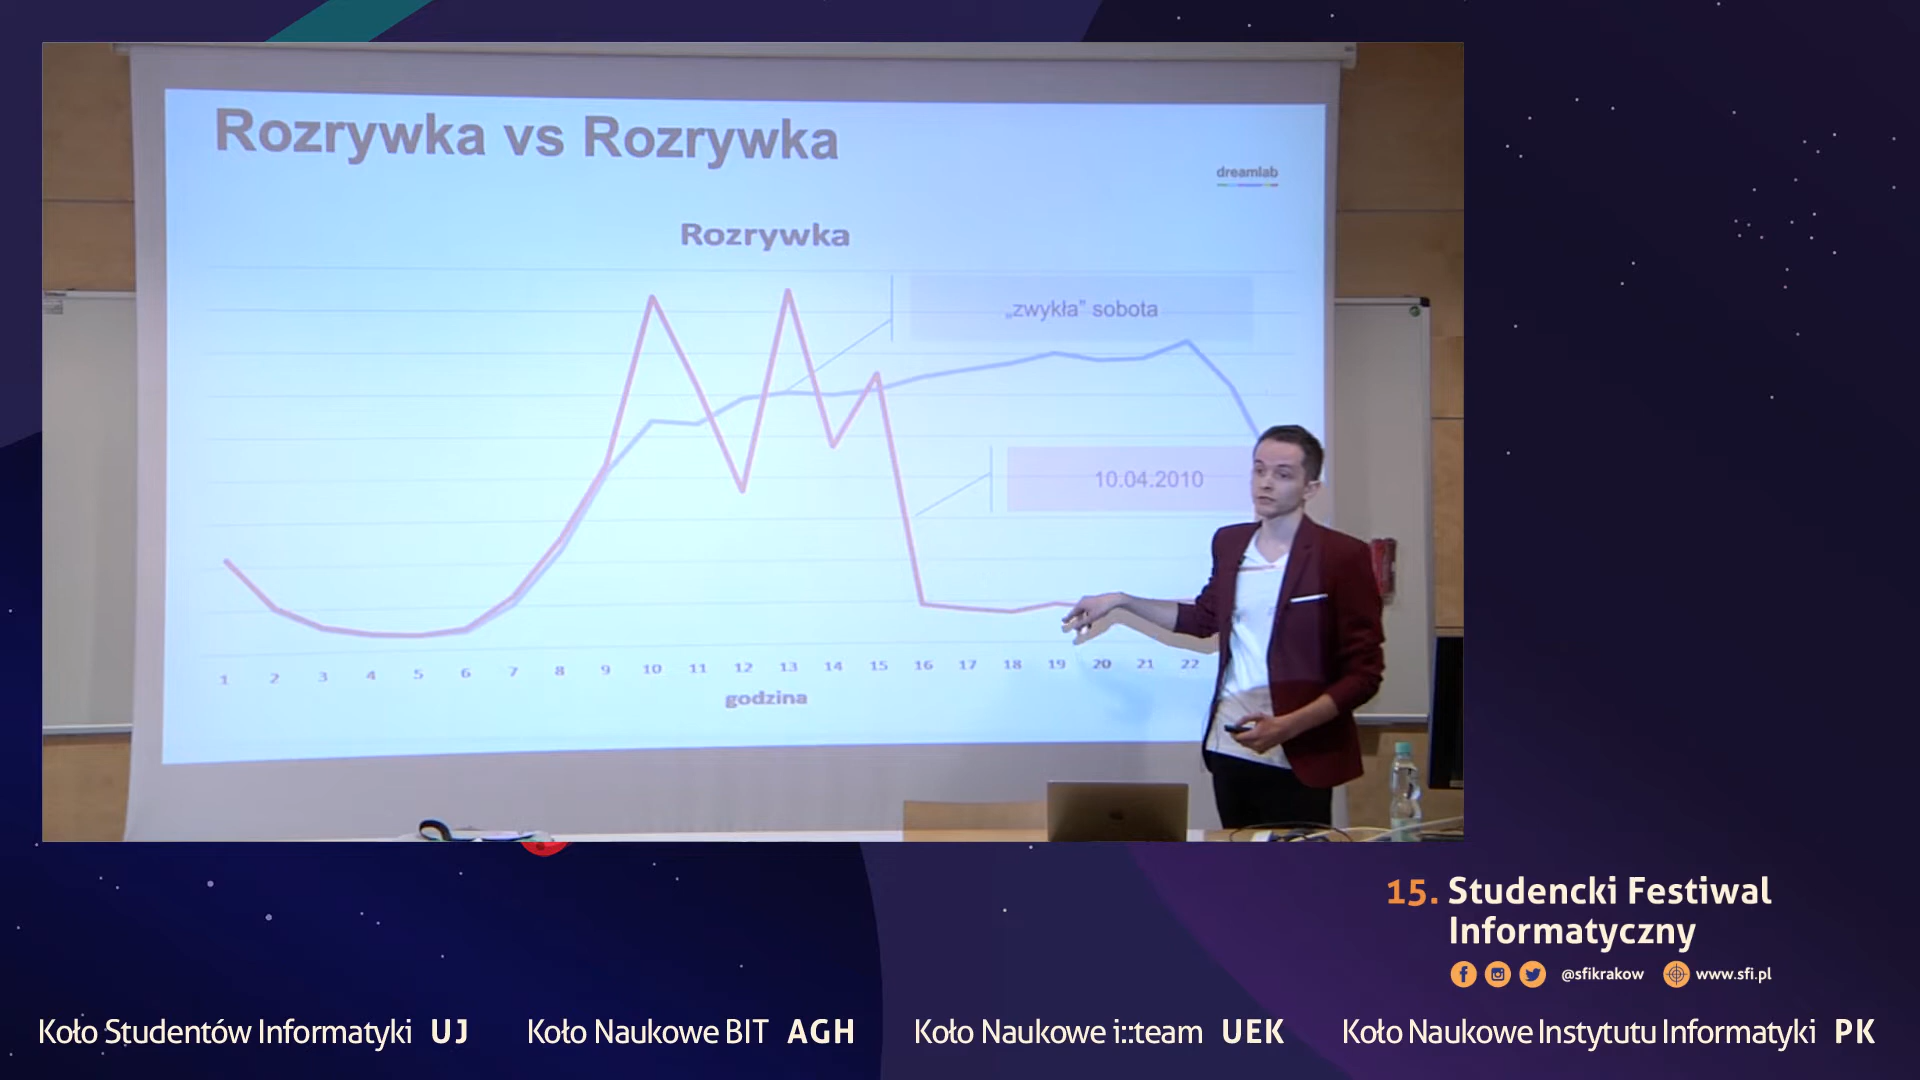 Rozrywka vs Rozrywka
dreamlab
Rozrywka
„zwykła” sobota
10.04.2010
1 2 3 4 5 6 7 8 9 10 11 12 13 14 15 16 17 18 19 20 21 22
godzina
15. Studencki Festiwal
Informatyczny
@sfikrakow www.sfi.pl
Koło Studentów Informatyki UJ Koło Naukowe BIT AGH Koło Naukowe i::team UEK Koło Naukowe Instytutu Informatyki PK